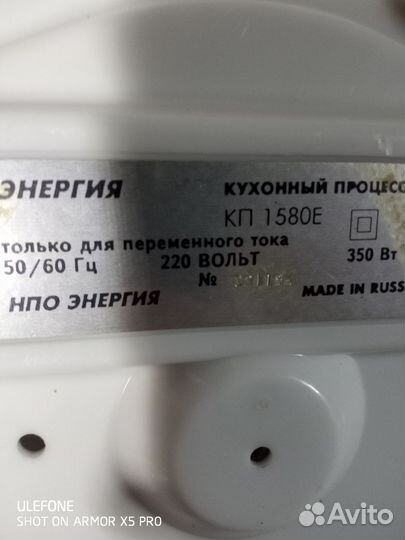 ЭНЕРГИЯ КУХОННЫЙ ПРОЦЕСС
КП 1580Е
только для переменного тока
50/60 Гц 220 ВОЛЬТ 350 Вт
№
НПО ЭНЕРГИЯ MADE IN RUSS
ULEFONE
SHOT ON ARMOR X5 PRO
Avito